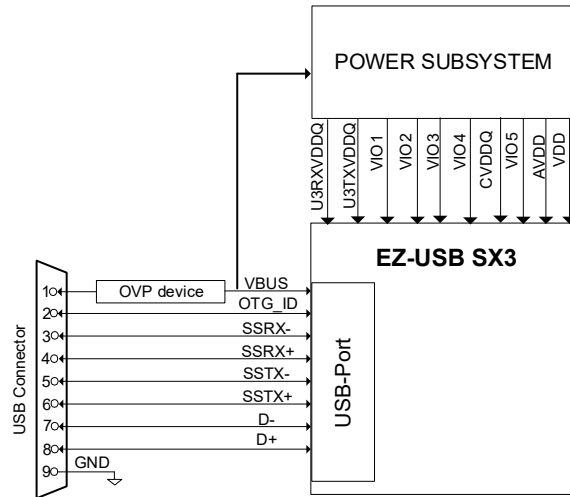 POWER SUBSYSTEM
U3RXVDDQ
U3TXVDDQ
VIO1
VIO2
VIO3
VIO4
CVDDQ
VIO5
AVDD
VDD
EZ-USB SX3
USB-Port
USB Connector
1
OVP device
VBUS
2
OTG_ID
3
SSRX-
4
SSRX+
5
SSTX-
6
SSTX+
7
D-
8
D+
9
GND